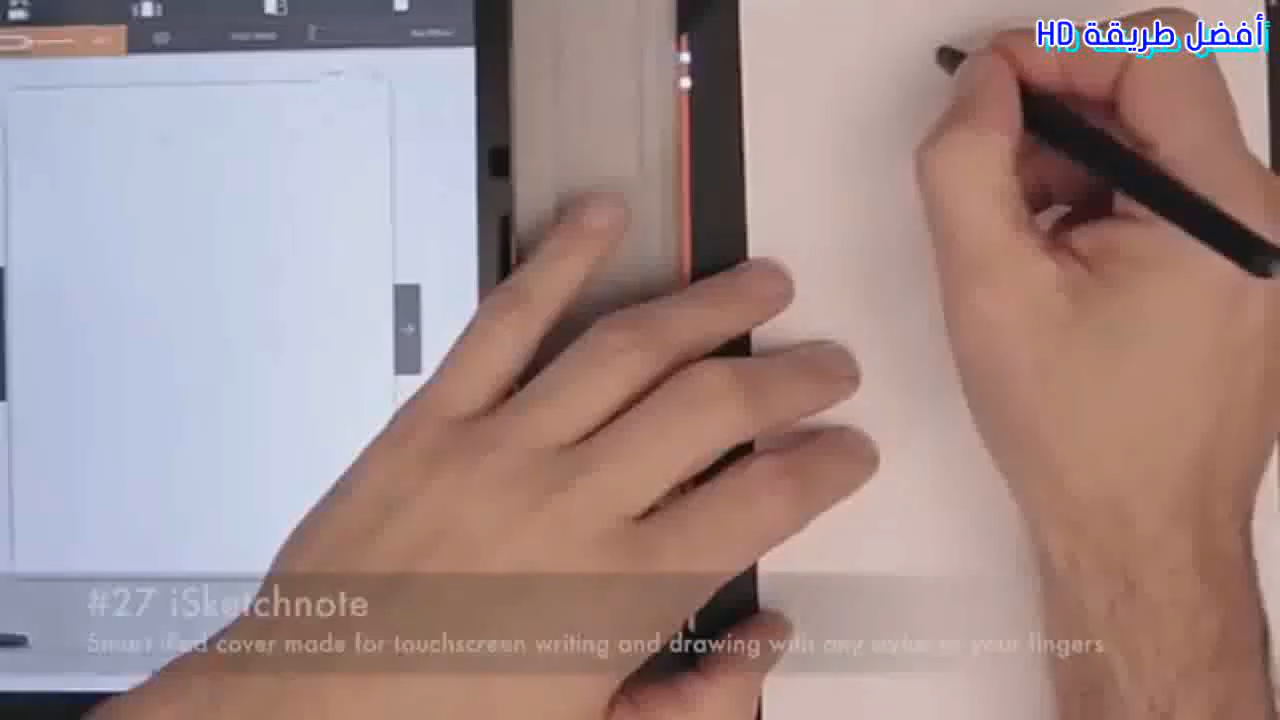 أفضل طريقة HD
#27 iSketchnote
Smart iPad cover made for touchscreen writing and drawing with any stylus or your fingers